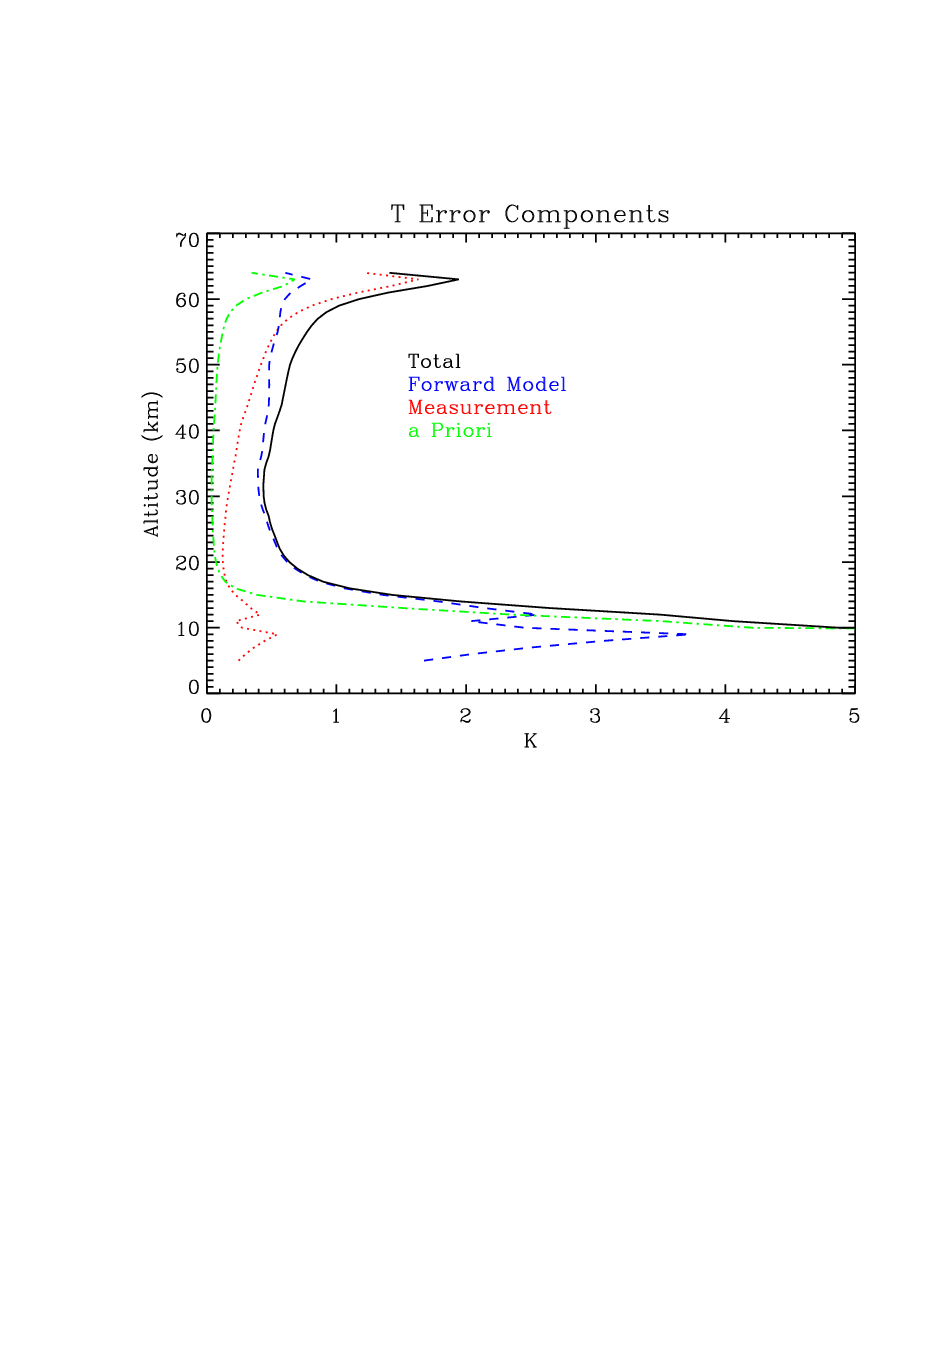 T Error Components
70
60
50
40
30
20
10
0
Altitude (km)
Total
Forward Model
Measurement
a Priori
0 1 2 3 4 5
K